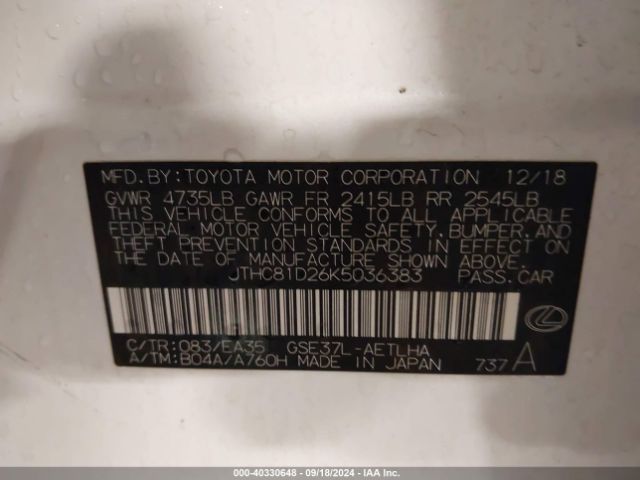 MFD. BY: TOYOTA MOTOR CORPORATION 12/18
GVWR 4735LB GAWR FR 2415LB RR 2545LB
THIS VEHICLE CONFORMS TO ALL APPLICABLE
FEDERAL MOTOR VEHICLE SAFETY, BUMPER, AND
THEFT PREVENTION STANDARDS IN EFFECT ON
THE DATE OF MANUFACTURE SHOWN ABOVE.
JTHC81D26K5036383 PASS. CAR
C/TR: 083/EA35 GSE37L-AETLHA
A/TM: B04A/A760H MADE IN JAPAN 737 A
000-40330648 - 09/18/2024 - IAAI.COM